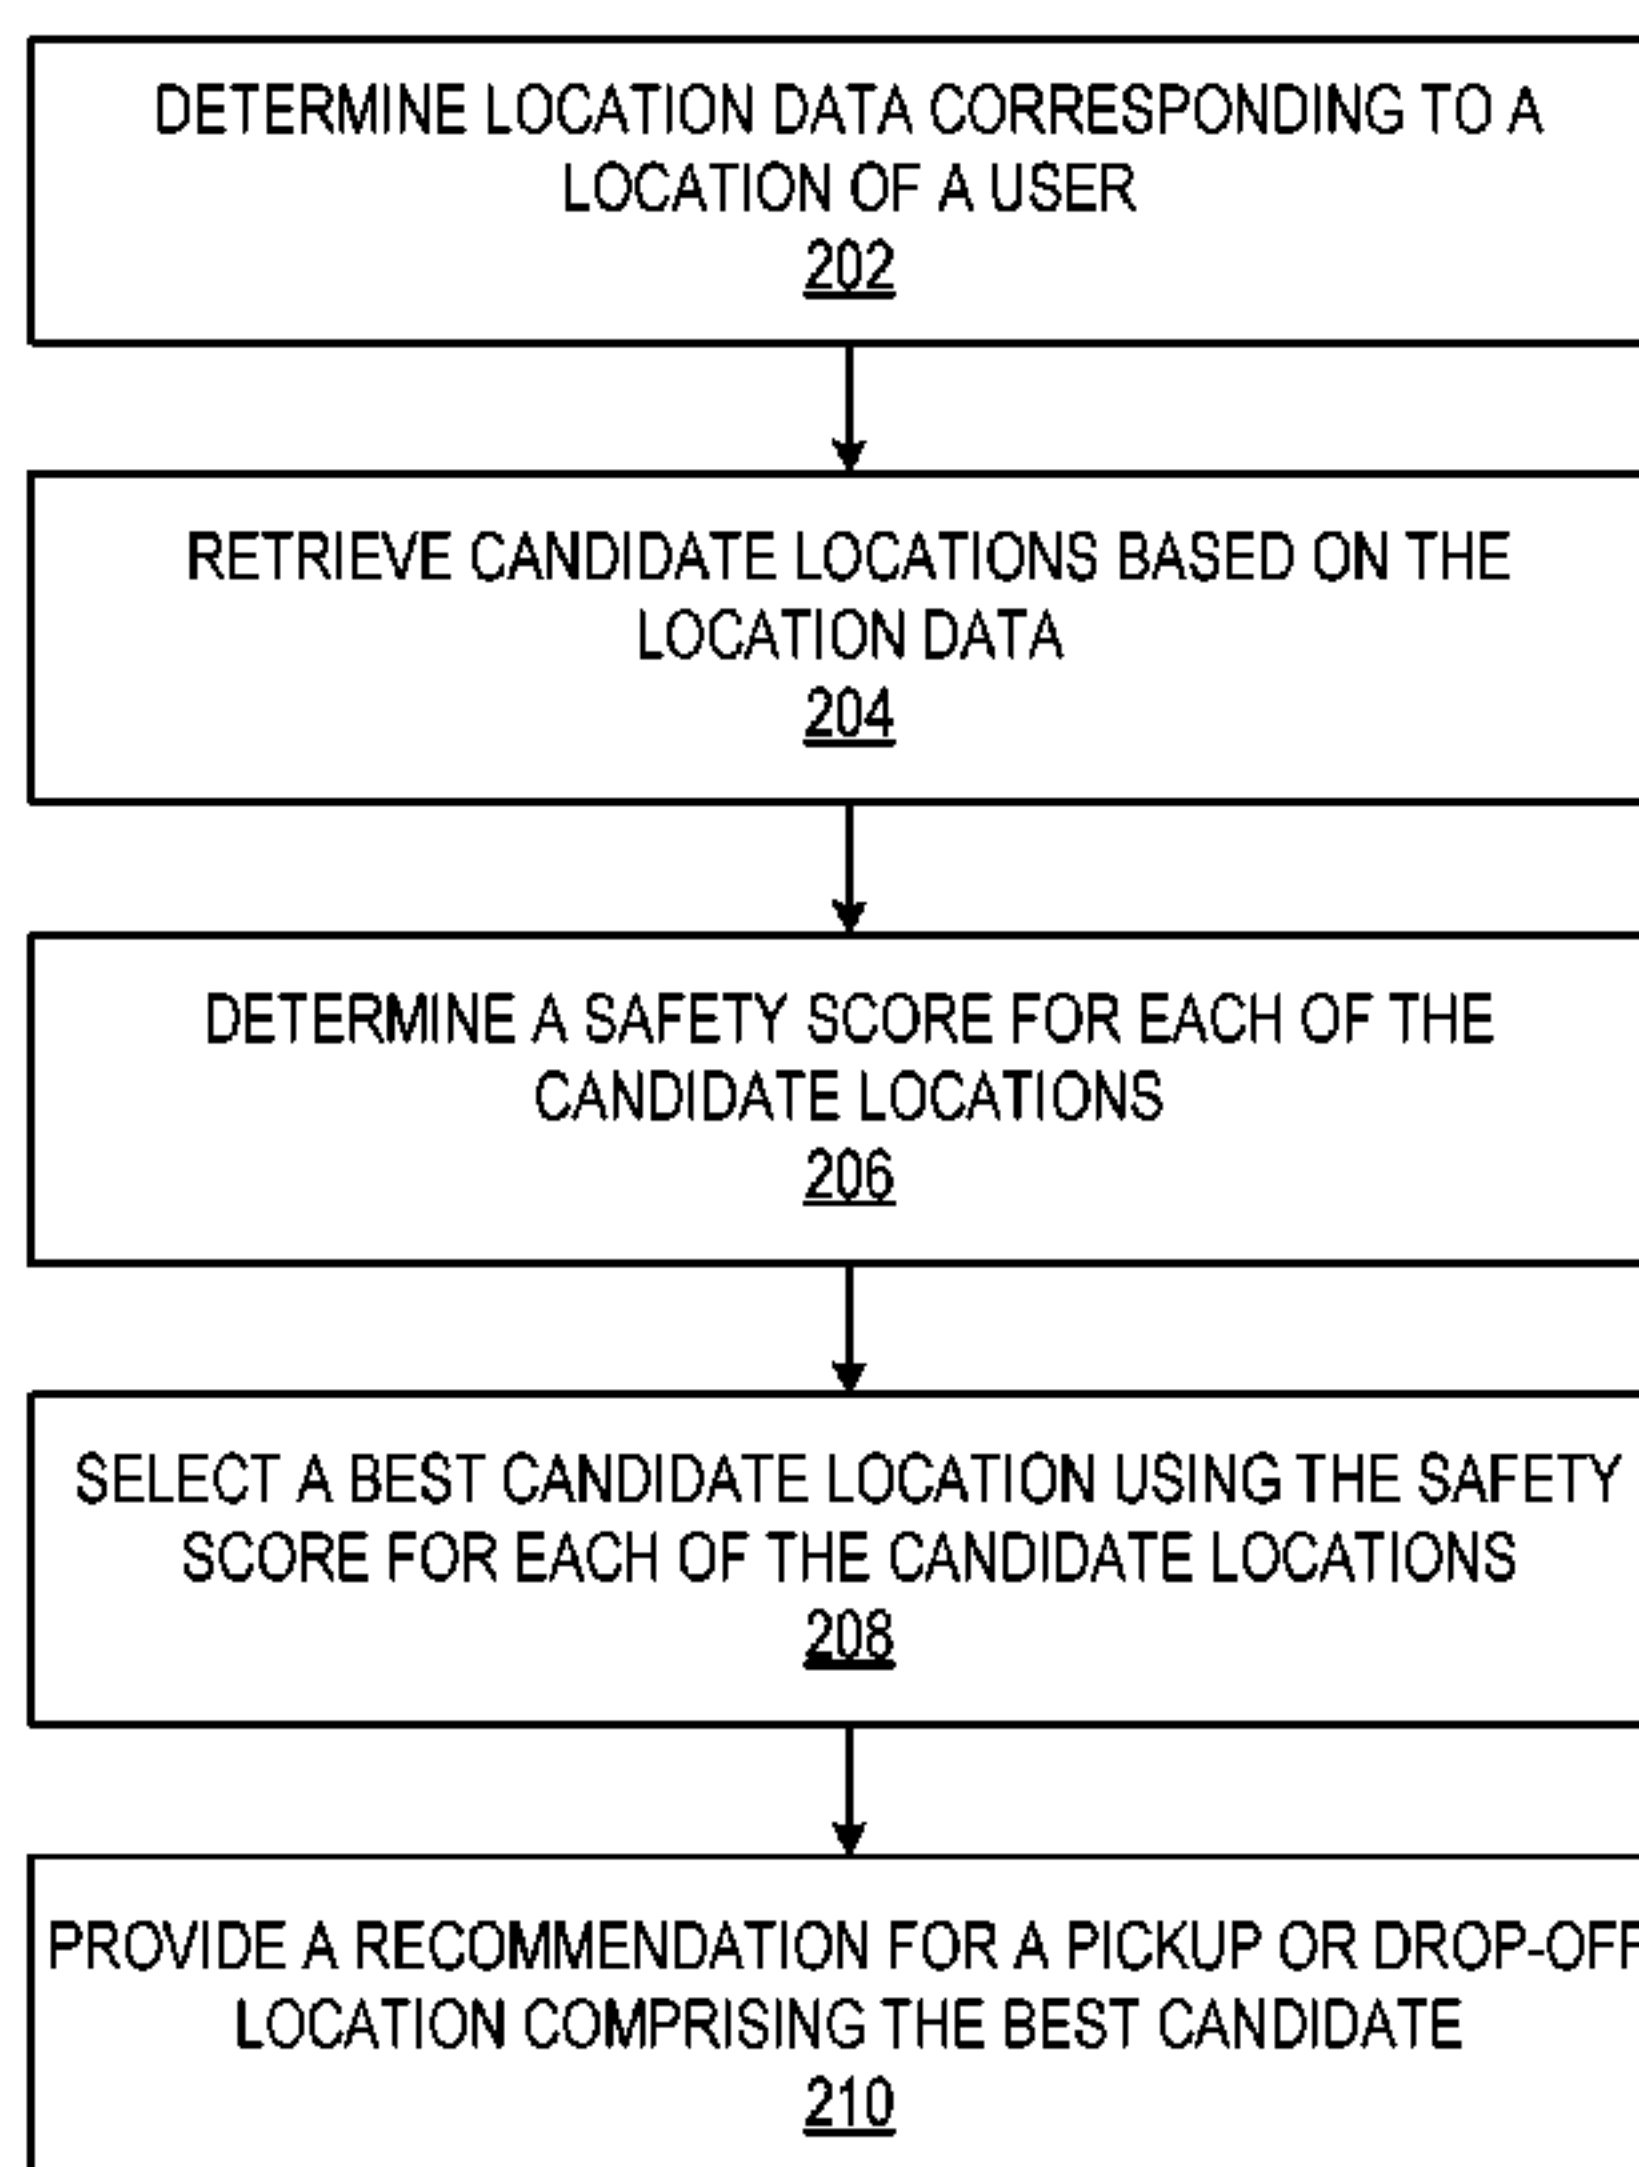 DETERMINE LOCATION DATA CORRESPONDING TO A
LOCATION OF A USER
202
RETRIEVE CANDIDATE LOCATIONS BASED ON THE
LOCATION DATA
204
DETERMINE A SAFETY SCORE FOR EACH OF THE
CANDIDATE LOCATIONS
206
SELECT A BEST CANDIDATE LOCATION USING THE SAFETY
SCORE FOR EACH OF THE CANDIDATE LOCATIONS
208
PROVIDE A RECOMMENDATION FOR A PICKUP OR DROP-OFF
LOCATION COMPRISING THE BEST CANDIDATE
210